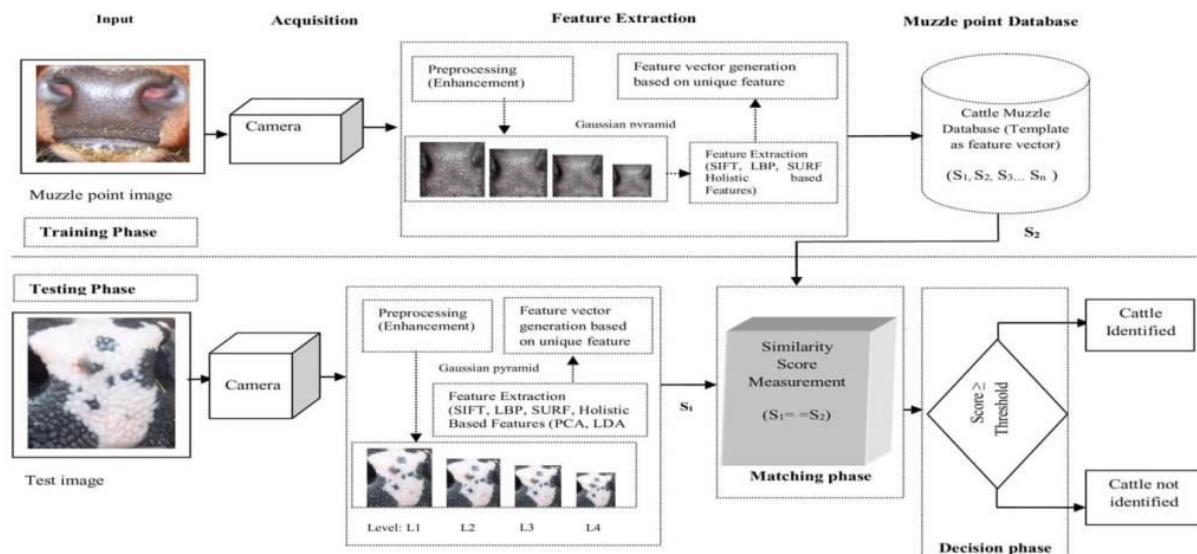 Input
Acquisition
Feature Extraction
Muzzle point Database
Preprocessing
(Enhancement)
Feature vector generation
based on unique feature
Camera
Gaussian pyramid
Feature Extraction
(SIFT, LBP, SURF
Holistic based
Features)
Cattle Muzzle
Database (Template
as feature vector)
(S1, S2, S3... Sn )
Muzzle point image
Training Phase
S2
Testing Phase
Preprocessing
(Enhancement)
Feature vector
generation based
on unique feature
Camera
Gaussian pyramid
Feature Extraction
(SIFT, LBP, SURF, Holistic
Based Features (PCA, LDA
S1
Similarity
Score
Measurement
(S1= =S2)
Score ≥
Threshold
Cattle
Identified
Cattle not
identified
Test image
Level: L1
L2
L3
L4
Matching phase
Decision phase